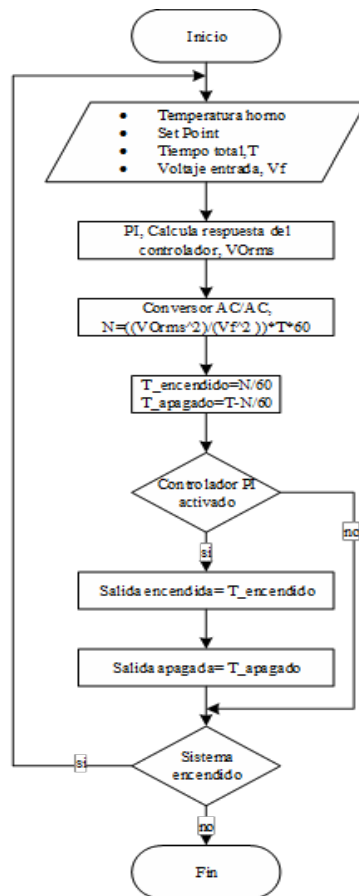 Inicio
• Temperatura horno
• Set Point
• Tiempo total,T
• Voltaje entrada, Vf
PI, Calcula respuesta del
controlador, VOrms
Conversor AC/AC,
N=((VOrms^2)/(Vf^2 ))*T*60
T_encendido=N/60
T_apagado=T-N/60
Controlador PI
activado
no
si
Salida encendida= T_encendido
Salida apagada= T_apagado
Sistema
encendido
si
no
Fin